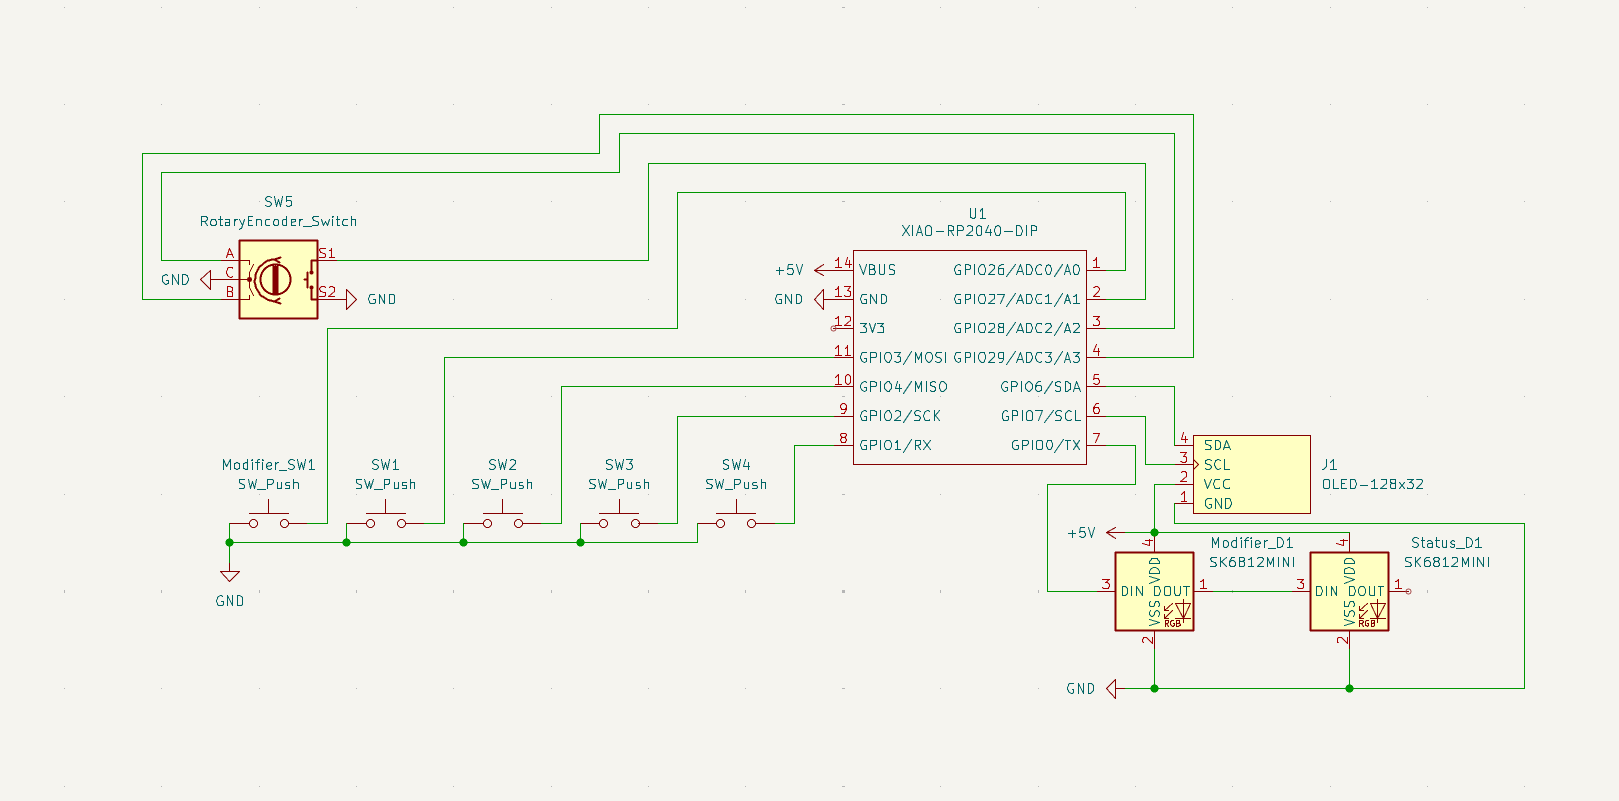 SW5
RotaryEncoder_Switch
A
S1
GND
C
B
S2
GND
U1
XIAO-RP2040-DIP
+5V
14
VBUS
GPIO26/ADC0/A0
1
GND
13
GND
GPIO27/ADC1/A1
2
12
3V3
GPIO28/ADC2/A2
3
11
GPIO3/MOSI
GPIO29/ADC3/A3
4
10
GPIO4/MISO
GPIO6/SDA
5
9
GPIO2/SCK
GPIO7/SCL
6
8
GPIO1/RX
GPIO0/TX
7
Modifier_SW1
SW_Push
SW1
SW_Push
SW2
SW_Push
SW3
SW_Push
SW4
SW_Push
GND
4
SDA
3
SCL
2
VCC
1
GND
J1
OLED-128x32
+5V
Modifier_D1
SK6812MINI
4
VDD
3
DIN
DOUT
1
VSS
RGB
2
Status_D1
SK6812MINI
4
VDD
3
DIN
DOUT
1
VSS
RGB
2
GND